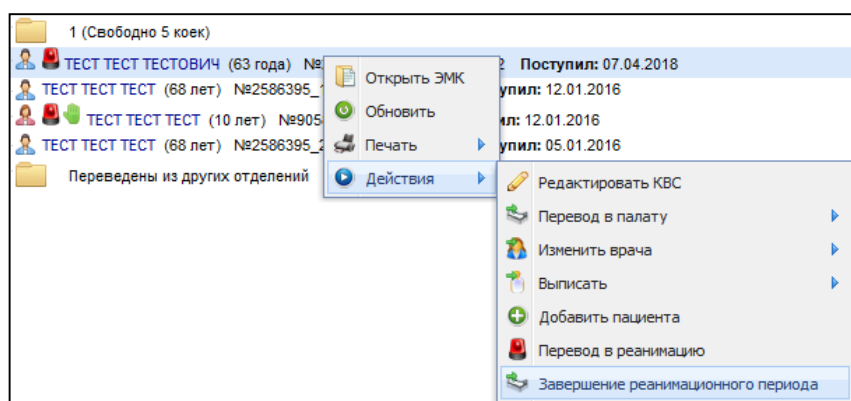 1 (Свободно 5 коек)
ТЕСТ ТЕСТ ТЕСТОВИЧ (63 года) №2 Поступил: 07.04.2018
ТЕСТ ТЕСТ ТЕСТ (68 лет) №2586395_ упил: 12.01.2016
ТЕСТ ТЕСТ ТЕСТ (10 лет) №905 ил: 12.01.2016
ТЕСТ ТЕСТ ТЕСТ (68 лет) №2586395_2 упил: 05.01.2016
Переведены из других отделений
Открыть ЭМК
Обновить
Печать
Действия
Редактировать КВС
Перевод в палату
Изменить врача
Выписать
Добавить пациента
Перевод в реанимацию
Завершение реанимационного периода